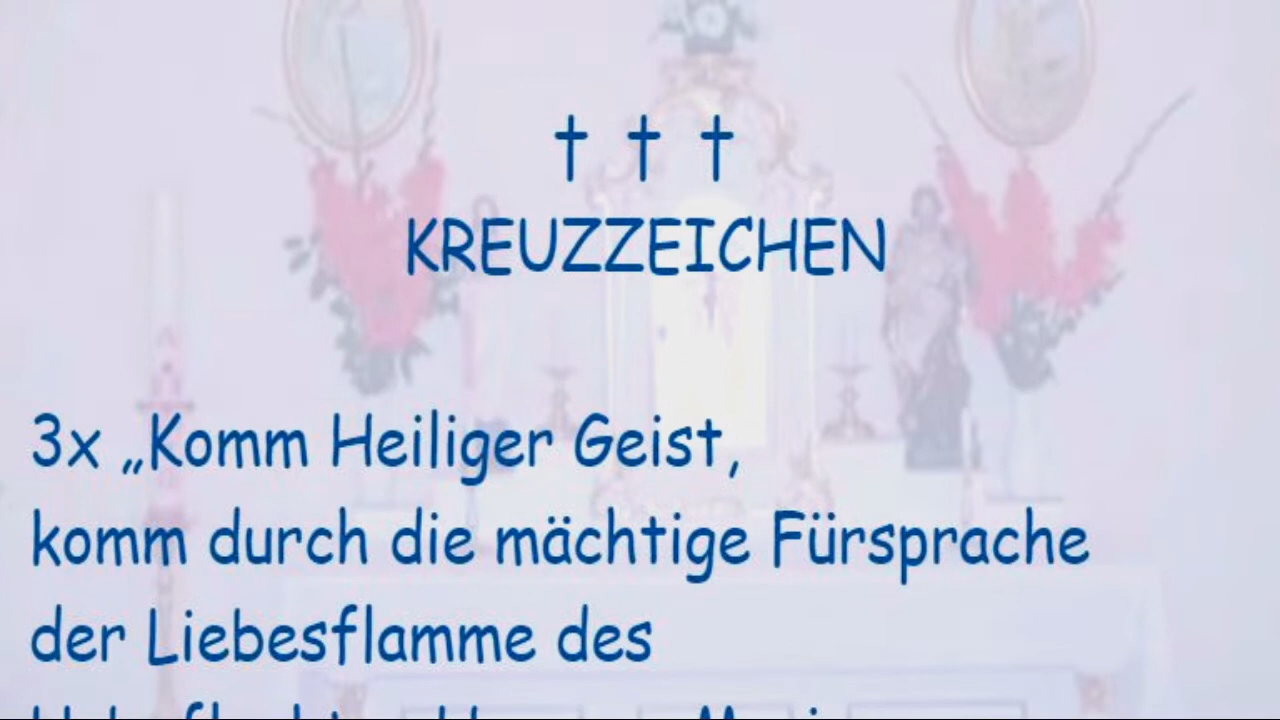 † † †
KREUZZEICHEN
3x „Komm Heiliger Geist,
komm durch die mächtige Fürsprache
der Liebesflamme des